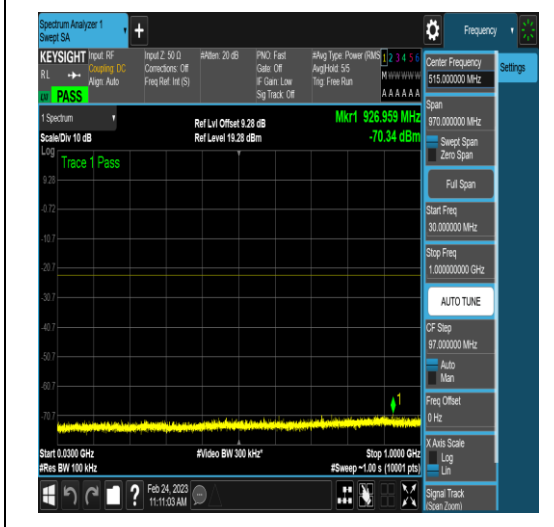 Spectrum Analyzer 1
Swept SA
+
Frequency
KEYSIGHT
RL
PASS
Input: RF
Coupling: DC
Align: Auto
Input Z: 50 Ω
Corrections: Off
Freq Ref: Int (S)
#Atten: 20 dB
PNO: Fast
Gate: Off
IF Gain: Low
Sig Track: Off
#Avg Type: Power (RMS)
Avg|Hold: 5/5
Trig: Free Run
1 2 3 4 5 6
M W W W W W
A A A A A A
Center Frequency
515.000000 MHz
Settings
Span
970.000000 MHz
Swept Span
Zero Span
Full Span
Start Freq
30.000000 MHz
Stop Freq
1.000000000 GHz
AUTO TUNE
CF Step
97.000000 MHz
Auto
Man
Freq Offset
0 Hz
X Axis Scale
Log
Lin
Signal Track
(Span Zoom)
1 Spectrum
Scale/Div 10 dB
Log
Ref Lvl Offset 9.28 dB
Ref Level 19.28 dBm
Mkr1 926.959 MHz
-70.34 dBm
Trace 1 Pass
9.28
-0.72
-10.7
-20.7
-30.7
-40.7
-50.7
-60.7
-70.7
1
Start 0.0300 GHz
#Res BW 100 kHz
#Video BW 300 kHz*
Stop 1.0000 GHz
#Sweep ~1.00 s (10001 pts)
?
Feb 24, 2023
11:11:03 AM